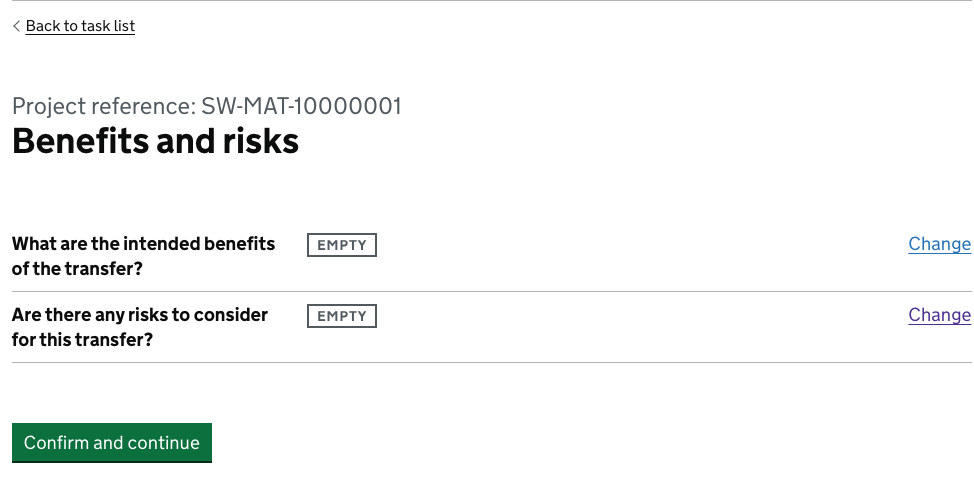 Back to task list
Project reference: SW-MAT-10000001
Benefits and risks
What are the intended benefits EMPTY Change
of the transfer?
Are there any risks to consider EMPTY Change
for this transfer?
Confirm and continue